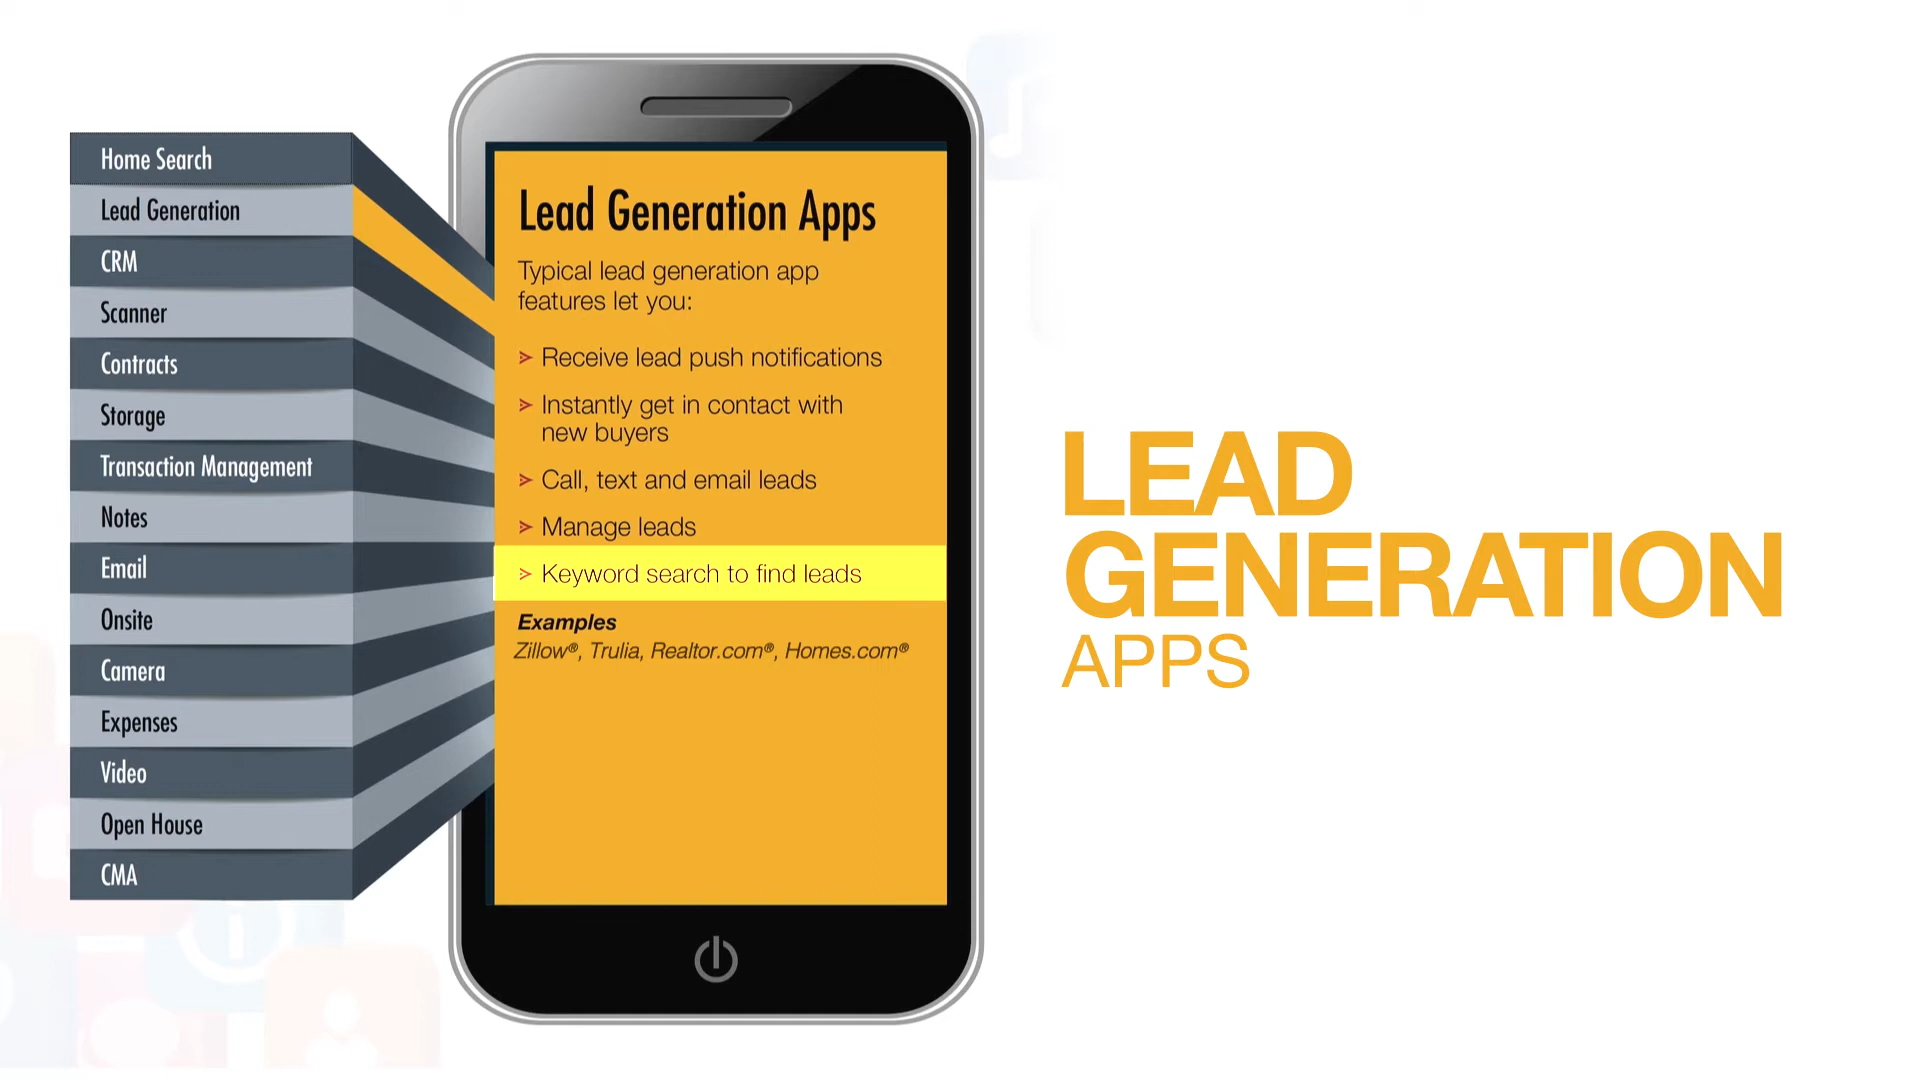 Home Search
Lead Generation
CRM
Scanner
Contracts
Storage
Transaction Management
Notes
Email
Onsite
Camera
Expenses
Video
Open House
CMA
Lead Generation Apps
Typical lead generation app
features let you:
Receive lead push notifications
Instantly get in contact with
new buyers
Call, text and email leads
Manage leads
Keyword search to find leads
Examples
Zillow®, Trulia, Realtor.com®, Homes.com®
LEAD
GENERATION
APPS